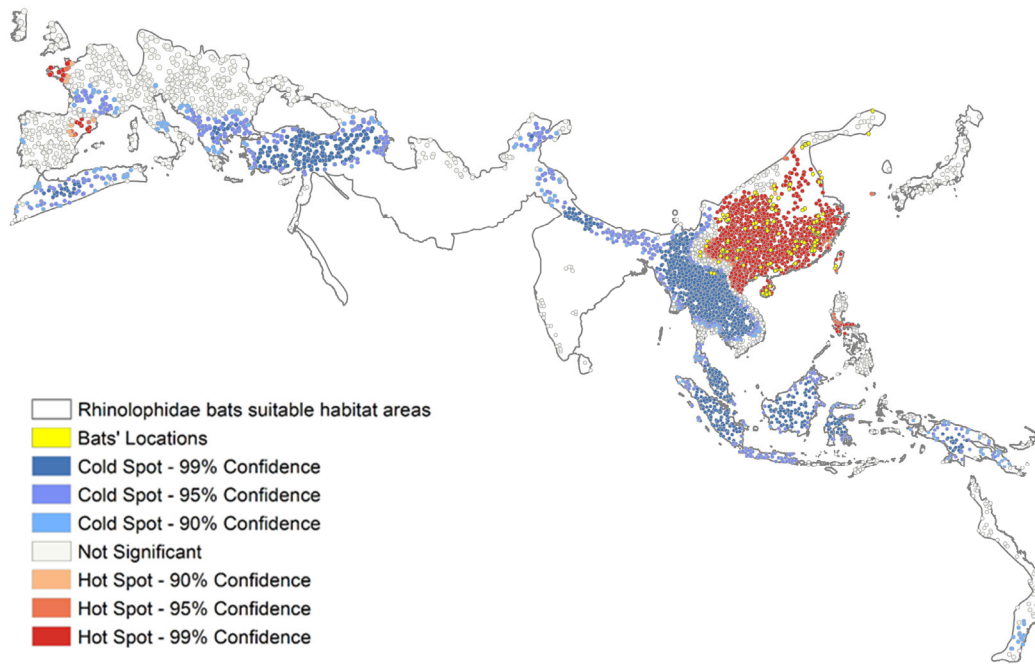 Rhinolophidae bats suitable habitat areas
Bats' Locations
Cold Spot - 99% Confidence
Cold Spot - 95% Confidence
Cold Spot - 90% Confidence
Not Significant
Hot Spot - 90% Confidence
Hot Spot - 95% Confidence
Hot Spot - 99% Confidence